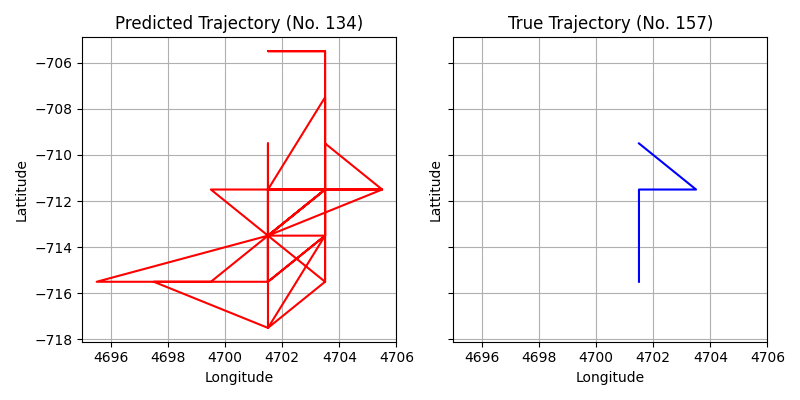 Predicted Trajectory (No. 134)
True Trajectory (No. 157)
−706
−708
−710
−712
−714
−716
−718
Lattitude
Lattitude
4696 4698 4700 4702 4704 4706
4696 4698 4700 4702 4704 4706
Longitude
Longitude